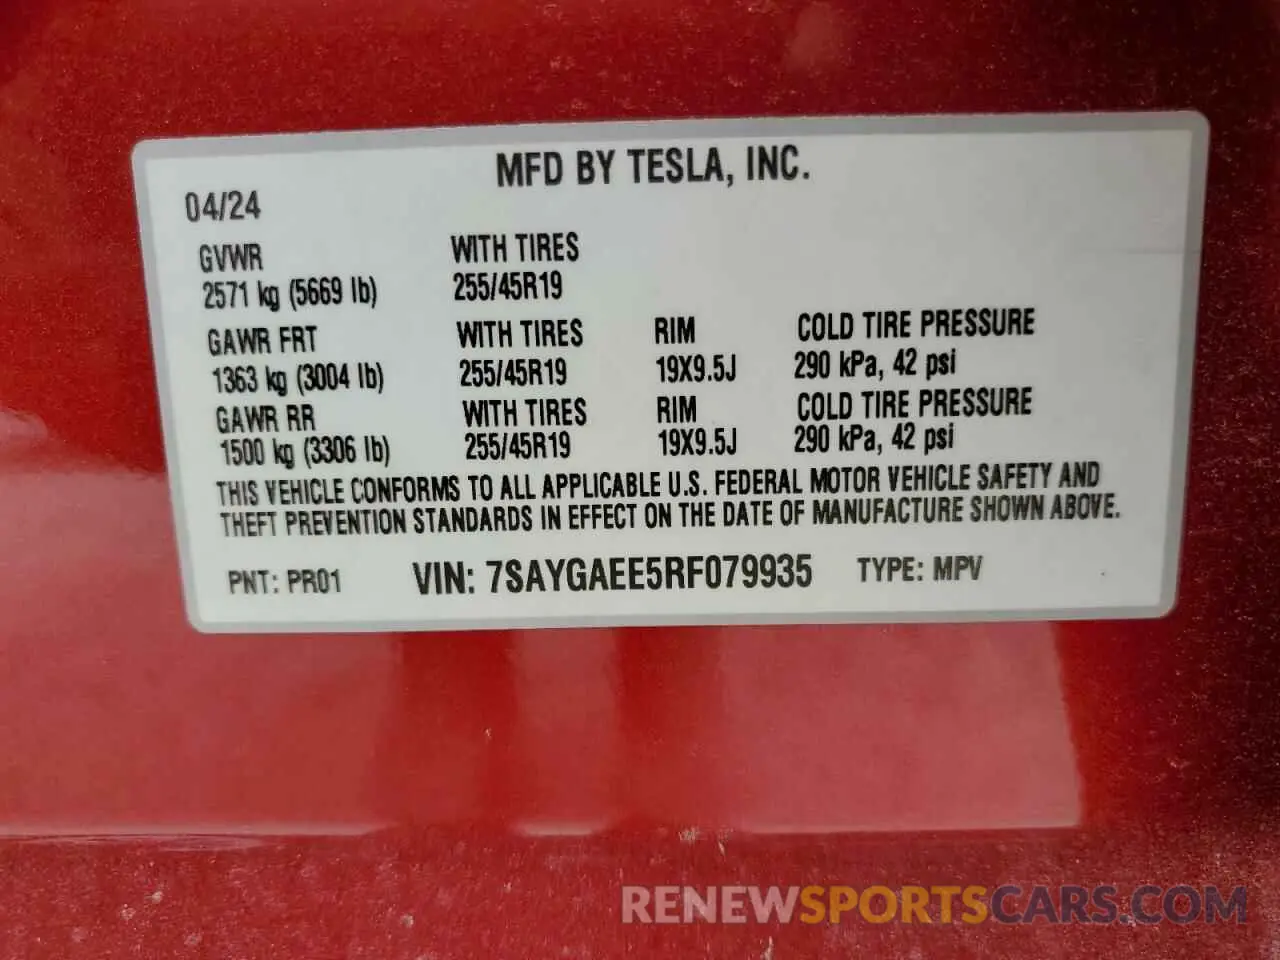 MFD BY TESLA, INC.
04/24
GVWR WITH TIRES
2571 kg (5669 lb) 255/45R19
GAWR FRT WITH TIRES RIM COLD TIRE PRESSURE
1363 kg (3004 lb) 255/45R19 19X9.5J 290 kPa, 42 psi
GAWR RR WITH TIRES RIM COLD TIRE PRESSURE
1500 kg (3306 lb) 255/45R19 19X9.5J 290 kPa, 42 psi
THIS VEHICLE CONFORMS TO ALL APPLICABLE U.S. FEDERAL MOTOR VEHICLE SAFETY AND
THEFT PREVENTION STANDARDS IN EFFECT ON THE DATE OF MANUFACTURE SHOWN ABOVE.
PNT: PR01 VIN: 7SAYGAEE5RF079935 TYPE: MPV
RENEWSPORTSCARS.COM